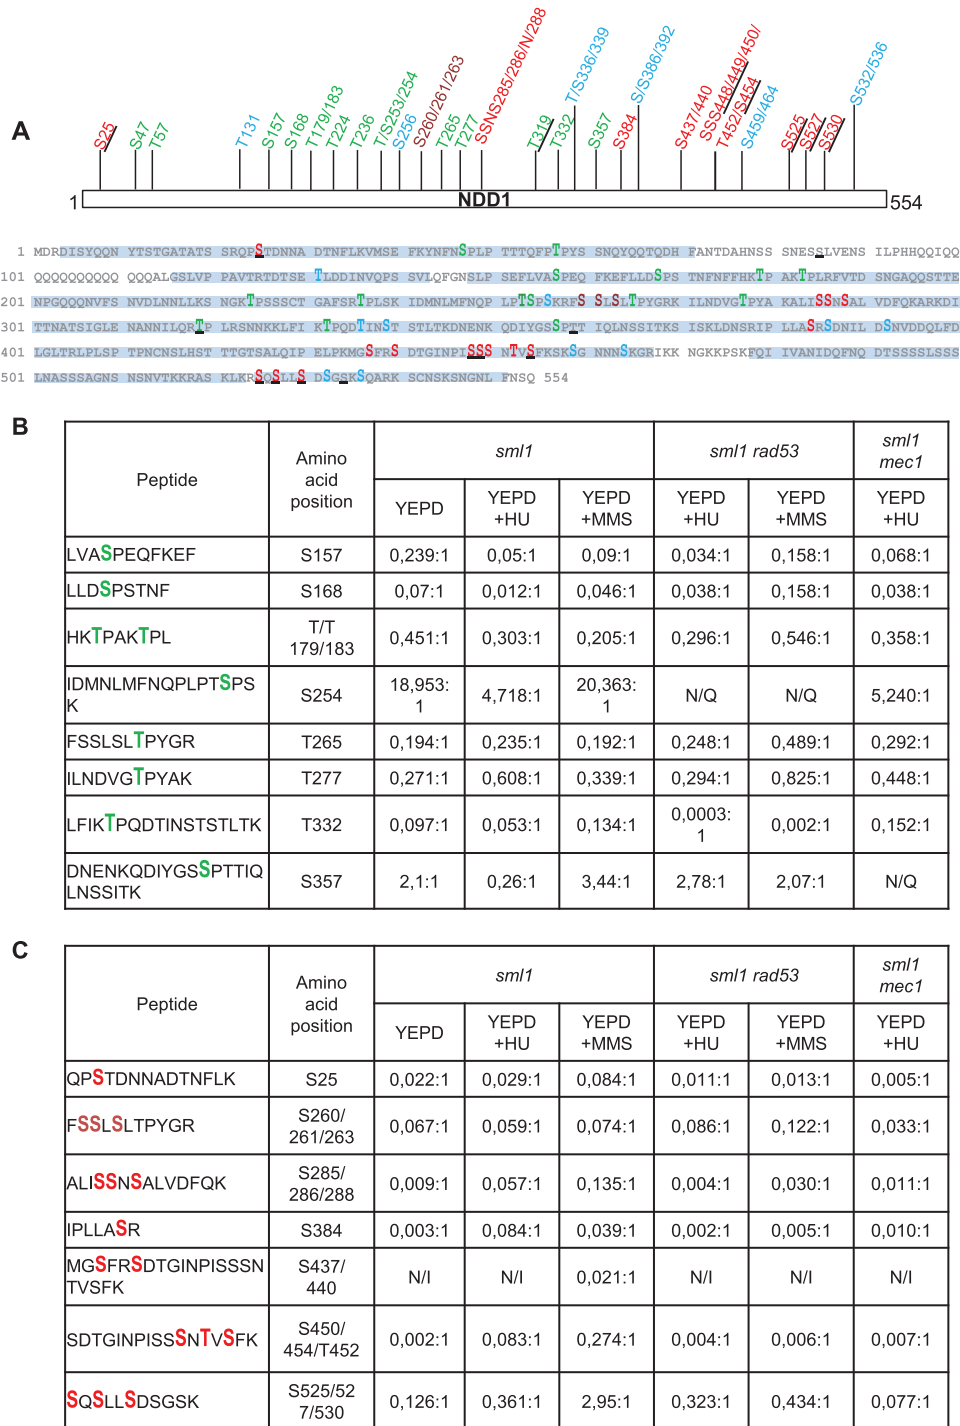 A
S25
S47
T57
T131
S157
S168
T179/183
T224
T236
T/S253/254
S256
S260/261/263
T265
T277
SSNS285/286/N/288
T319
T332
T/S336/339
S357
S384
S/S386/392
S437/440
SSS448/449/450/
T452/S454
S459/464
S525
S527
S530
S532/536
1 NDD1 554
1 MDRDISYQQN YTSTGATATS SRQPSTDNNA DTNFLKVMSE FKYNFNSPLP TTTQFPTPYSS NQYQQTQDHF FANTDAHNSS SNESSLVENS ILPHHQQIQQ
101 QQQQQQQQQQ QQQALGSLVP PAVTRTDTSE TLDDINVQPS SVLQFGNSLPS EFLVASPEQ FKEFLLDSPS TNFNFFHKTP AKTPLRFVTD SNGAQQSTTE
201 NPGQQQNVFS NVDLNNLLKS NGKTPSSSCT GAFSRTPLSK IDMNLMFNQP LPTSPSKRFS SLSLTPYGRK ILNDVGTPYA KALISSNSAL VDFQKARKDI
301 TTNATSIGLE NANNILQRTP LRSNNKKLFI KTPQDTINST STLTKDNENK QDIYGSSPTT IQLNSSITKS ISKLDNSRIP LLASRSDNIL DSNVDDQLFD
401 LGLTRLPLSP TPNCNSLHST TTGTSALQIP ELPKMGSFRS DTGINPISSS NTVSFKSKSG NNNSKGRIKK NGKKPSKFQI IVANIDQFNQ DTSSSSLSSS
501 LNASSSAGNS NSNVTKKRAS KLKRSQSLLS DSGSKSQARK SCNSKSNGNL FNSQ 554
B
Peptide
Amino acid position
sml1
sml1 rad53
sml1 mec1
YEPD
YEPD +HU
YEPD +MMS
YEPD +HU
YEPD +MMS
YEPD +HU
LVASPEQFKEF S157 0,239:1 0,05:1 0,09:1 0,034:1 0,158:1 0,068:1
LLDSPSTNF S168 0,07:1 0,012:1 0,046:1 0,038:1 0,158:1 0,038:1
HKTPAKTPL T/T 179/183 0,451:1 0,303:1 0,205:1 0,296:1 0,546:1 0,358:1
IDMNLMFNQPLPTSPSK S254 18,953:1 4,718:1 20,363:1 N/Q N/Q 5,240:1
FSSLSLTPYGR T265 0,194:1 0,235:1 0,192:1 0,248:1 0,489:1 0,292:1
ILNDVGTPYAK T277 0,271:1 0,608:1 0,339:1 0,294:1 0,825:1 0,448:1
LFIKTPQDTINSTSTLTK T332 0,097:1 0,053:1 0,134:1 0,0003:1 0,002:1 0,152:1
DNENKQDIYGSSPTTIQLNSSITK S357 2,1:1 0,26:1 3,44:1 2,78:1 2,07:1 N/Q
C
Peptide
Amino acid position
sml1
sml1 rad53
sml1 mec1
YEPD
YEPD +HU
YEPD +MMS
YEPD +HU
YEPD +MMS
YEPD +HU
QPSTDNNADTNFLK S25 0,022:1 0,029:1 0,084:1 0,011:1 0,013:1 0,005:1
FSSLSLTPYGR S260/261/263 0,067:1 0,059:1 0,074:1 0,086:1 0,122:1 0,033:1
ALISSNSALVDFQK S285/286/288 0,009:1 0,057:1 0,135:1 0,004:1 0,030:1 0,011:1
IPLLASR S384 0,003:1 0,084:1 0,039:1 0,002:1 0,005:1 0,010:1
MGSFRSDTGINPISSSNTVSFK S437/440 N/I N/I 0,021:1 N/I N/I N/I
SDTGINPISSSNTVSFK S450/454/T452 0,002:1 0,083:1 0,274:1 0,004:1 0,006:1 0,007:1
SQSLLSDSGSK S525/527/530 0,126:1 0,361:1 2,95:1 0,323:1 0,434:1 0,077:1